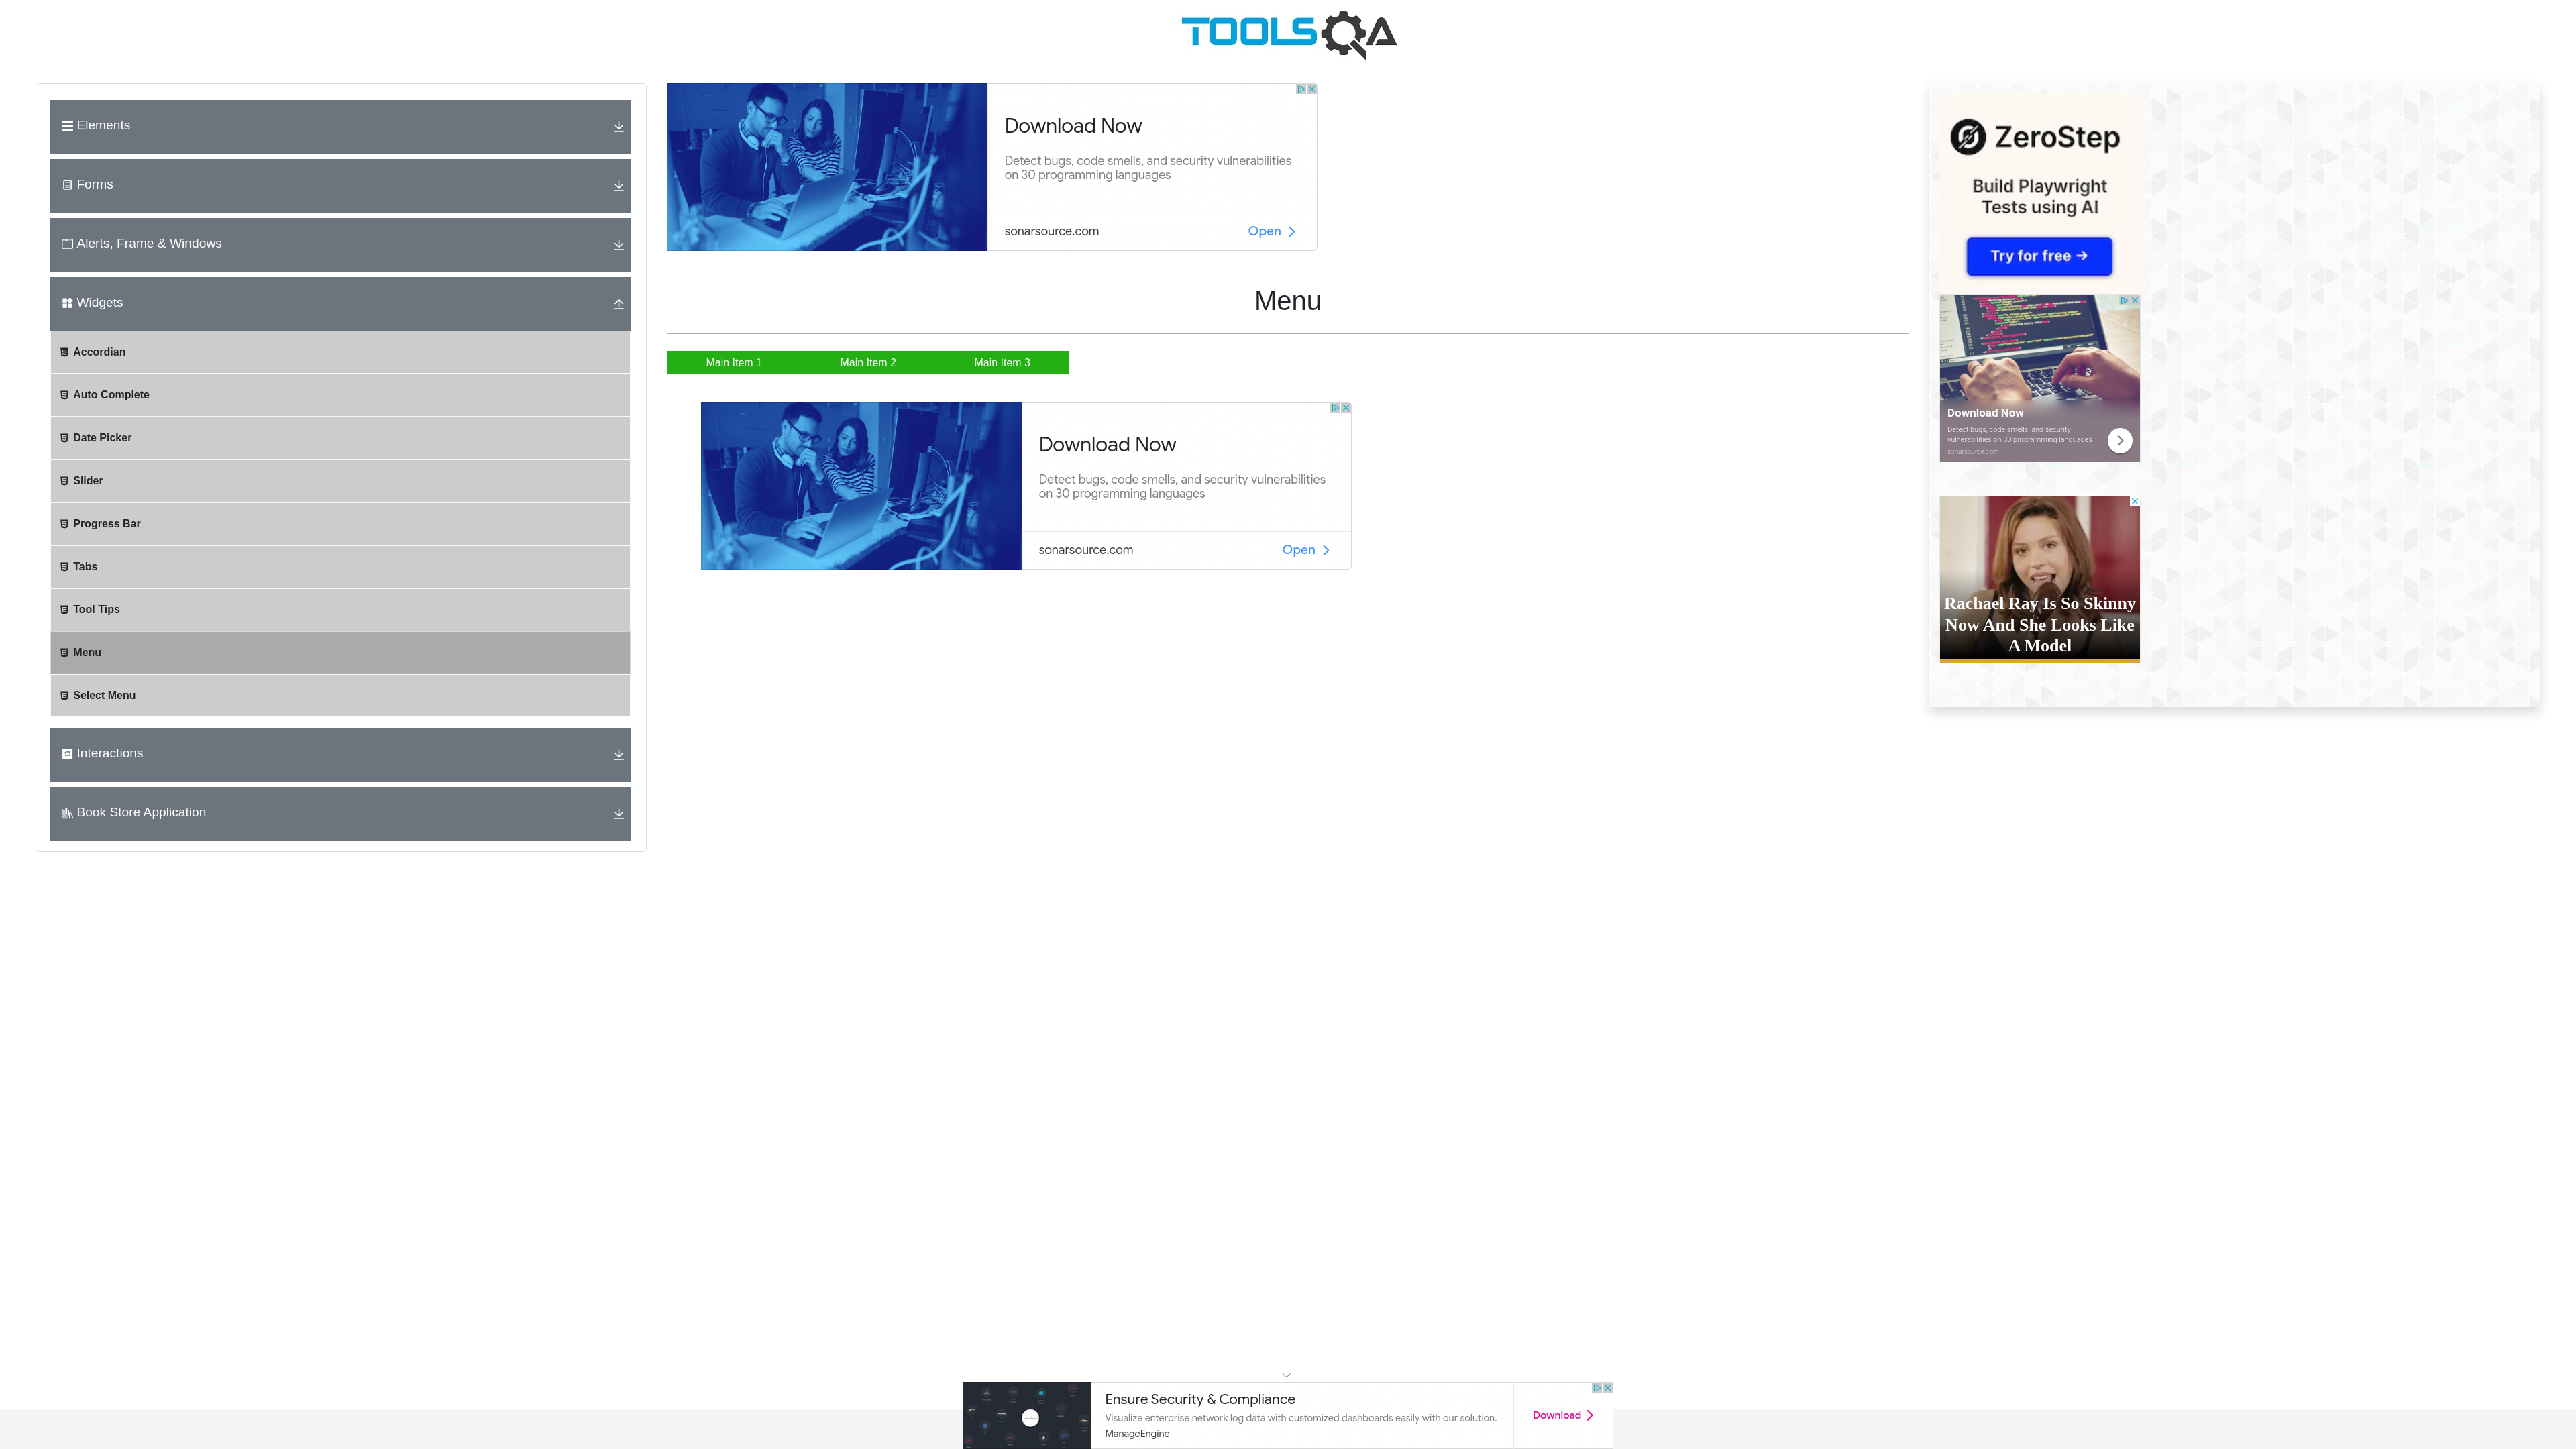 TOOLSQA
Elements
Forms
Alerts, Frame & Windows
Widgets
Accordian
Auto Complete
Date Picker
Slider
Progress Bar
Tabs
Tool Tips
Menu
Select Menu
Interactions
Book Store Application
Download Now
Detect bugs, code smells, and security vulnerabilities
on 30 programming languages
sonarsource.com
Open
Menu
Main Item 1
Main Item 2
Main Item 3
Download Now
Detect bugs, code smells, and security vulnerabilities
on 30 programming languages
sonarsource.com
Open
ZeroStep
Build Playwright
Tests using AI
Try for free →
Download Now
Detect bugs, code smells, and security
vulnerabilities on 30 programming languages
sonarsource.com
Rachael Ray Is So Skinny
Now And She Looks Like
A Model
Ensure Security & Compliance
Visualize enterprise network log data with customized dashboards easily with our solution.
ManageEngine
Download